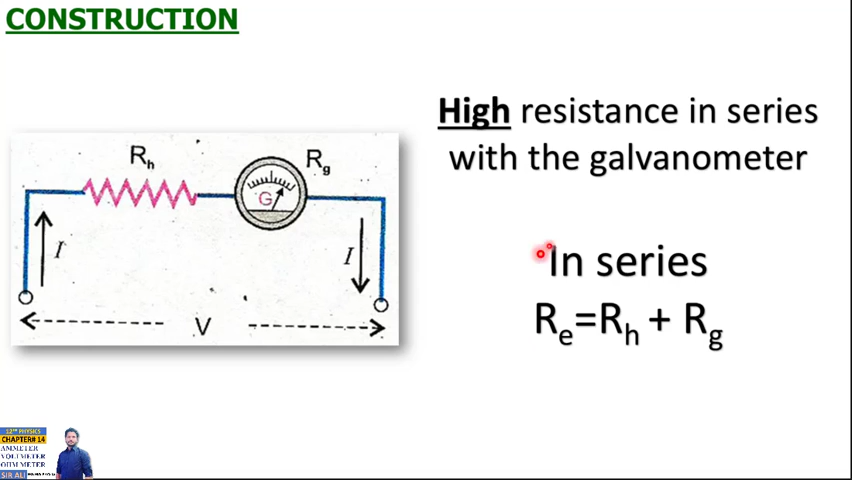 CONSTRUCTION
High resistance in series
with the galvanometer
Rh
Rg
G
I
I
V
In series
Re=Rh + Rg
12TH PHYSICS
CHAPTER# 14
AMMETER
VOLTMETER
OHM METER
SIR ALI